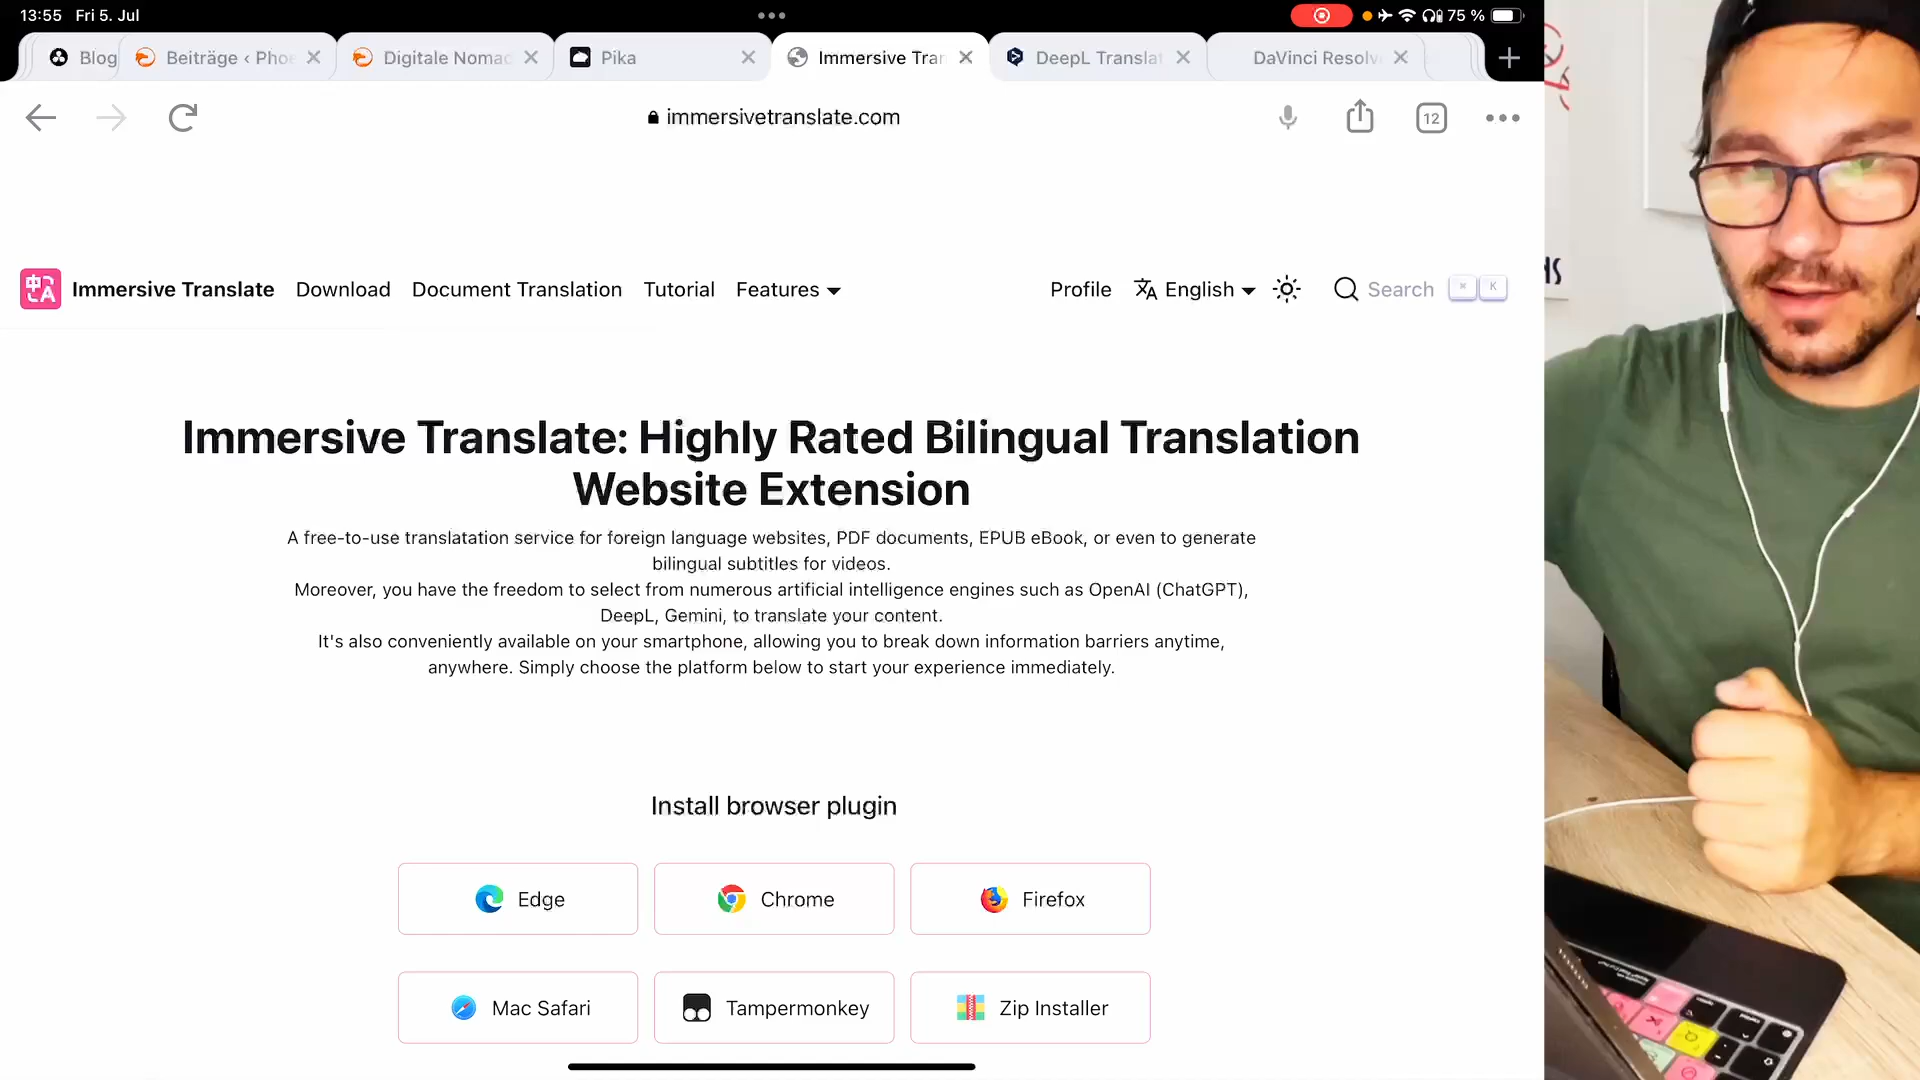 13:55 Fri 5. Jul
75 %
Blog
Beiträge ‹ Phoe
Digitale Nomac
Pika
Immersive Tran
DeepL Translat
DaVinci Resolv
immersivetranslate.com
12
Immersive Translate
Download
Document Translation
Tutorial
Features
Profile
English
Search
K
Immersive Translate: Highly Rated Bilingual Translation
Website Extension
A free-to-use translatation service for foreign language websites, PDF documents, EPUB eBook, or even to generate
bilingual subtitles for videos.
Moreover, you have the freedom to select from numerous artificial intelligence engines such as OpenAI (ChatGPT),
DeepL, Gemini, to translate your content.
It's also conveniently available on your smartphone, allowing you to break down information barriers anytime,
anywhere. Simply choose the platform below to start your experience immediately.
Install browser plugin
Edge
Chrome
Firefox
Mac Safari
Tampermonkey
Zip Installer